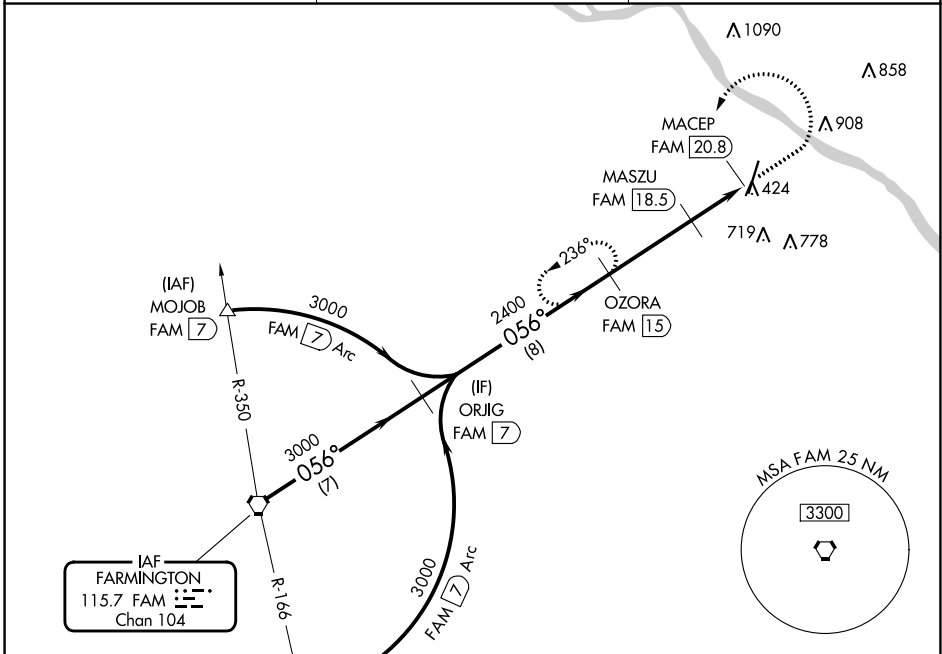 1090
858
MACEP
FAM 20.8
908
MASZU
FAM 18.5
424
719
778
236°
(IAF)
MOJOB
FAM 7
3000
FAM 7 Arc
2400
056°
(8)
OZORA
FAM 15
R-350
(IF)
ORJIG
FAM 7
3000
056°
(7)
MSA FAM 25 NM
3300
IAF
FARMINGTON
115.7 FAM
Chan 104
R-166
3000
FAM 7 Arc